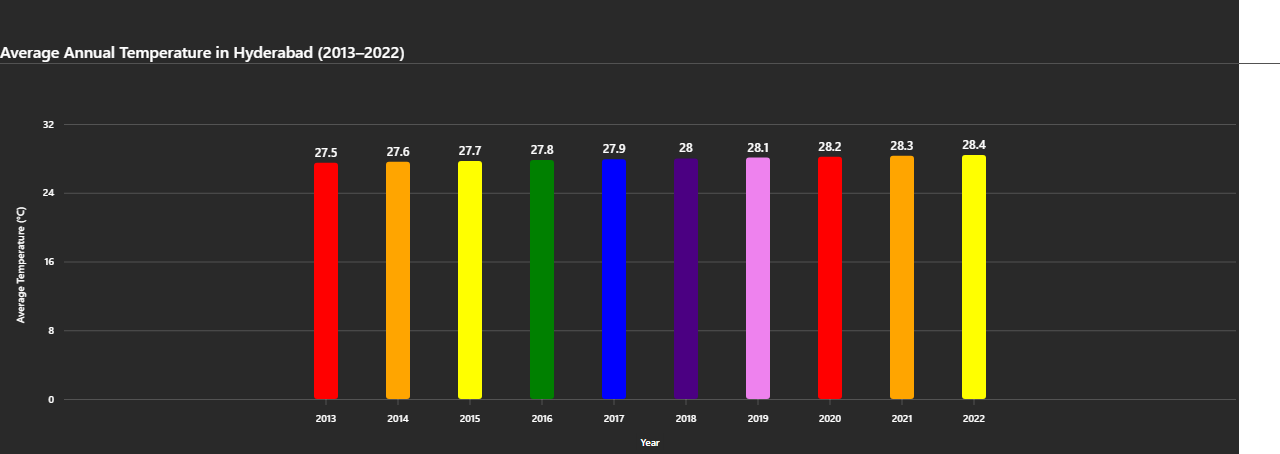 Average Annual Temperature in Hyderabad (2013–2022)
32
24
16
8
0
Average Temperature (°C)
27.5 27.6 27.7 27.8 27.9 28 28.1 28.2 28.3 28.4
2013 2014 2015 2016 2017 2018 2019 2020 2021 2022
Year